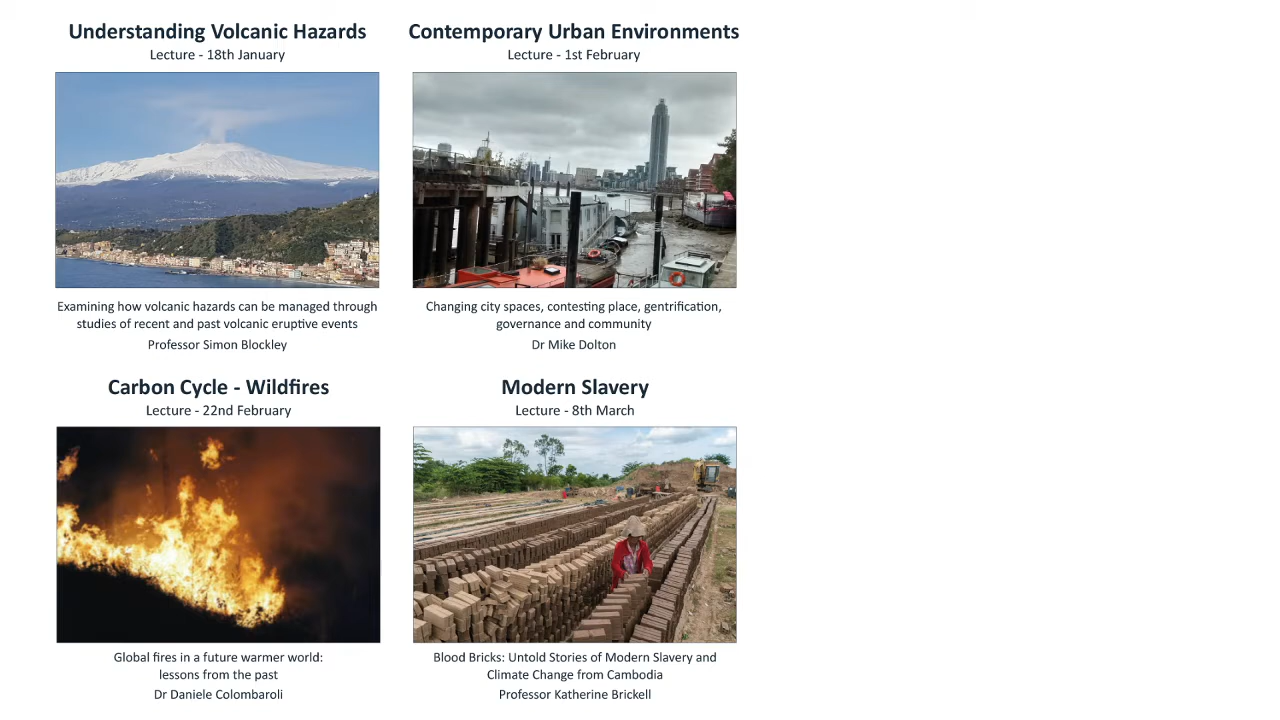 Understanding Volcanic Hazards
Lecture - 18th January
Examining how volcanic hazards can be managed through
studies of recent and past volcanic eruptive events
Professor Simon Blockley
Contemporary Urban Environments
Lecture - 1st February
Changing city spaces, contesting place, gentrification,
governance and community
Dr Mike Dolton
Carbon Cycle - Wildfires
Lecture - 22nd February
Global fires in a future warmer world:
lessons from the past
Dr Daniele Colombaroli
Modern Slavery
Lecture - 8th March
Blood Bricks: Untold Stories of Modern Slavery and
Climate Change from Cambodia
Professor Katherine Brickell